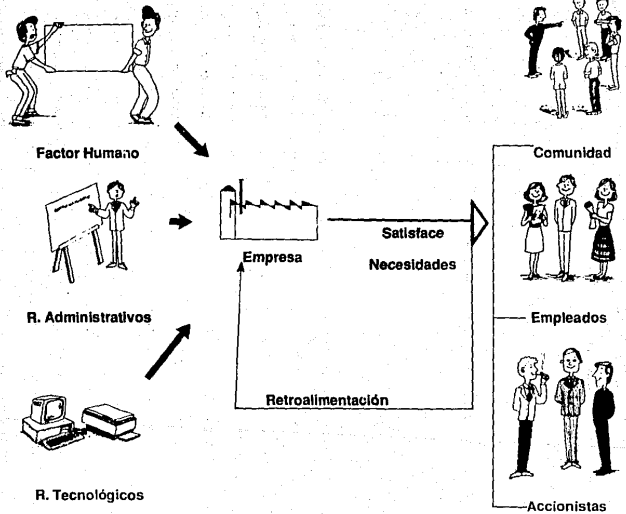 Factor Humano
Comunidad
Satisface
Empresa
Necesidades
R. Administrativos
Empleados
Retroalimentación
R. Tecnológicos
Accionistas